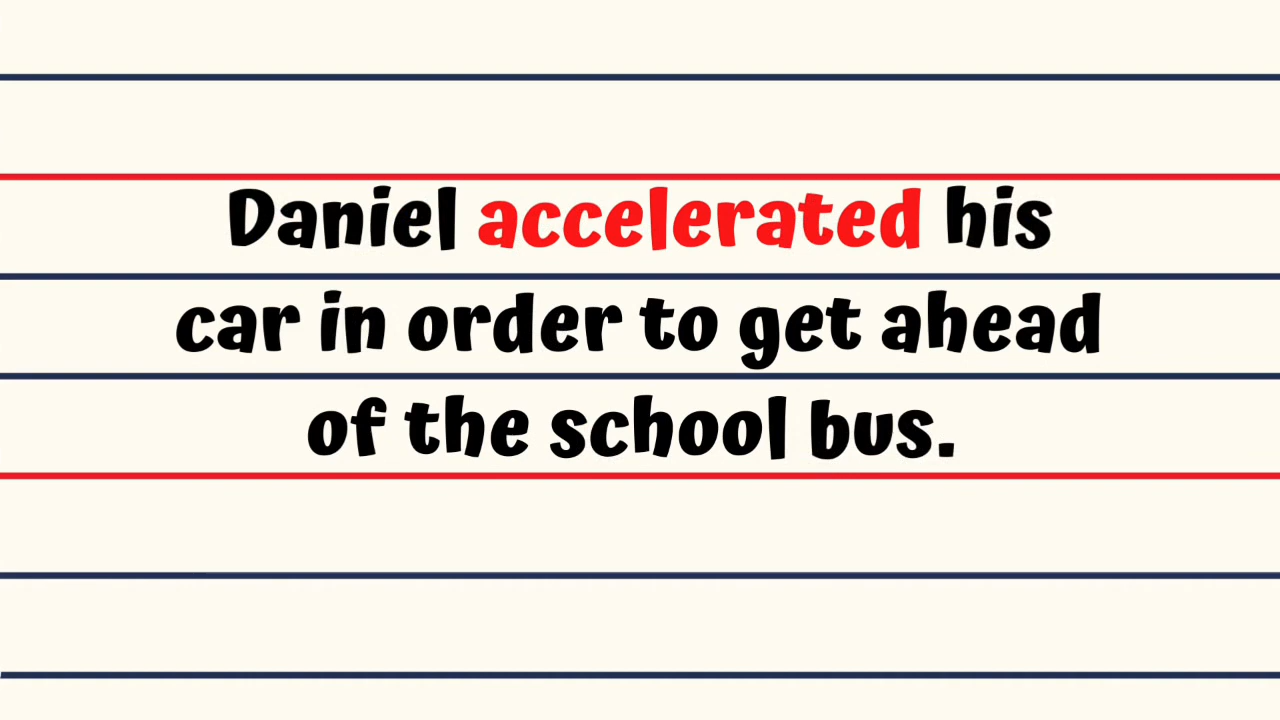 Daniel accelerated his
car in order to get ahead
of the school bus.